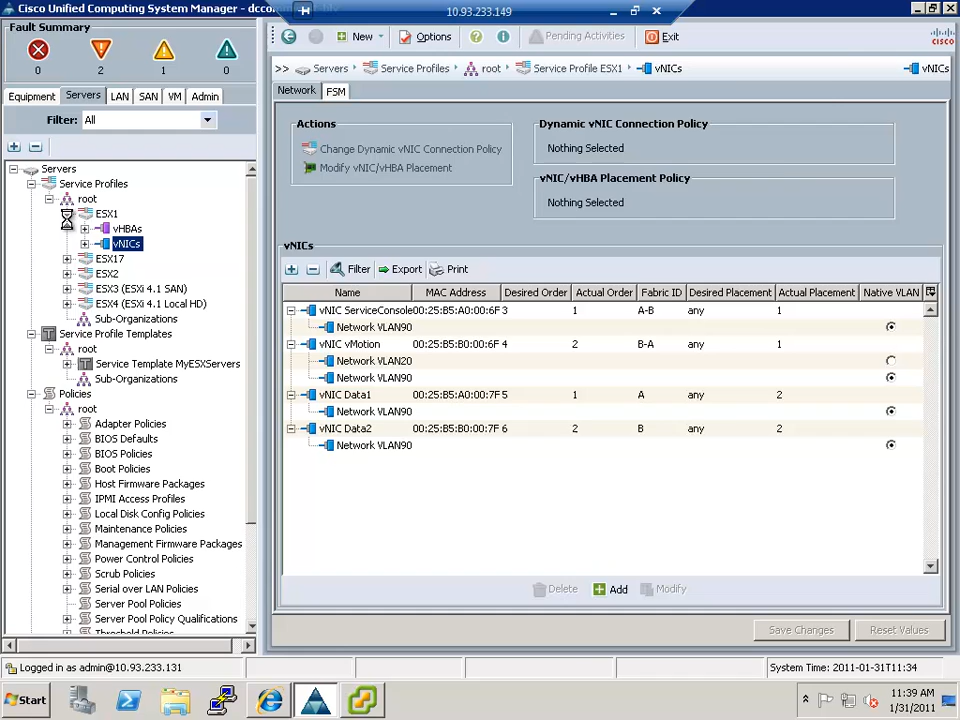 Cisco Unified Computing System Manager - dccom
10.93.233.149
Fault Summary
0
2
1
0
Equipment
Servers
LAN
SAN
VM
Admin
Filter: All
Servers
Service Profiles
root
ESX1
vHBAs
vNICs
ESX17
ESX2
ESX3 (ESXi 4.1 SAN)
ESX4 (ESXi 4.1 Local HD)
Sub-Organizations
Service Profile Templates
root
Service Template MyESXServers
Sub-Organizations
Policies
root
Adapter Policies
BIOS Defaults
BIOS Policies
Boot Policies
Host Firmware Packages
IPMI Access Profiles
Local Disk Config Policies
Maintenance Policies
Management Firmware Packages
Power Control Policies
Scrub Policies
Serial over LAN Policies
Server Pool Policies
Server Pool Policy Qualifications
Threshold Policies
New
Options
Pending Activities
Exit
CISCO
>> Servers Service Profiles root Service Profile ESX1 vNICs
vNICs
Network
FSM
Actions
Change Dynamic vNIC Connection Policy
Modify vNIC/vHBA Placement
Dynamic vNIC Connection Policy
Nothing Selected
vNIC/vHBA Placement Policy
Nothing Selected
vNICs
Filter Export Print
Name MAC Address Desired Order Actual Order Fabric ID Desired Placement Actual Placement Native VLAN
vNIC ServiceConsole 00:25:B5:A0:00:6F 3 1 A-B any 1
Network VLAN90
vNIC vMotion 00:25:B5:B0:00:6F 4 2 B-A any 1
Network VLAN20
Network VLAN90
vNIC Data1 00:25:B5:A0:00:7F 5 1 A any 2
Network VLAN90
vNIC Data2 00:25:B5:B0:00:7F 6 2 B any 2
Network VLAN90
Delete Add Modify
Save Changes Reset Values
Logged in as admin@10.93.233.131
System Time: 2011-01-31T11:34
Start
11:39 AM
1/31/2011